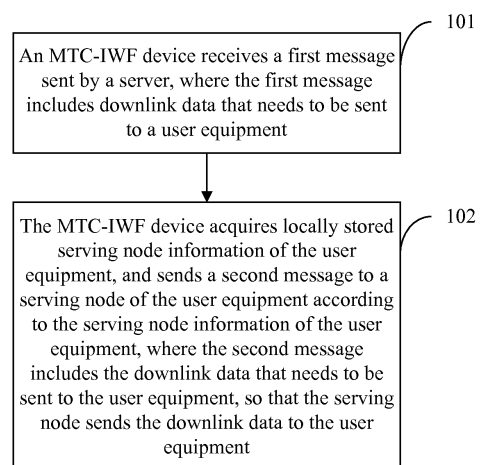 101
An MTC-IWF device receives a first message
sent by a server, where the first message
includes downlink data that needs to be sent
to a user equipment
102
The MTC-IWF device acquires locally stored
serving node information of the user
equipment, and sends a second message to a
serving node of the user equipment according
to the serving node information of the user
equipment, where the second message
includes the downlink data that needs to be
sent to the user equipment, so that the serving
node sends the downlink data to the user
equipment